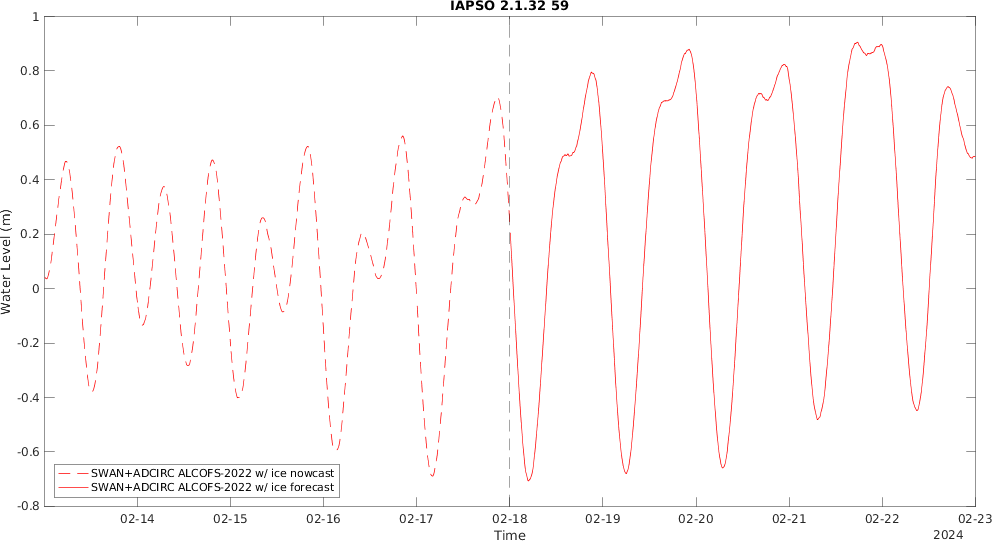 IAPSO 2.1.32 59
1
0.8
0.6
0.4
0.2
0
-0.2
-0.4
-0.6
-0.8
Water Level (m)
SWAN+ADCIRC ALCOFS-2022 w/ ice nowcast
SWAN+ADCIRC ALCOFS-2022 w/ ice forecast
02-14 02-15 02-16 02-17 02-18 02-19 02-20 02-21 02-22 02-23
Time
2024